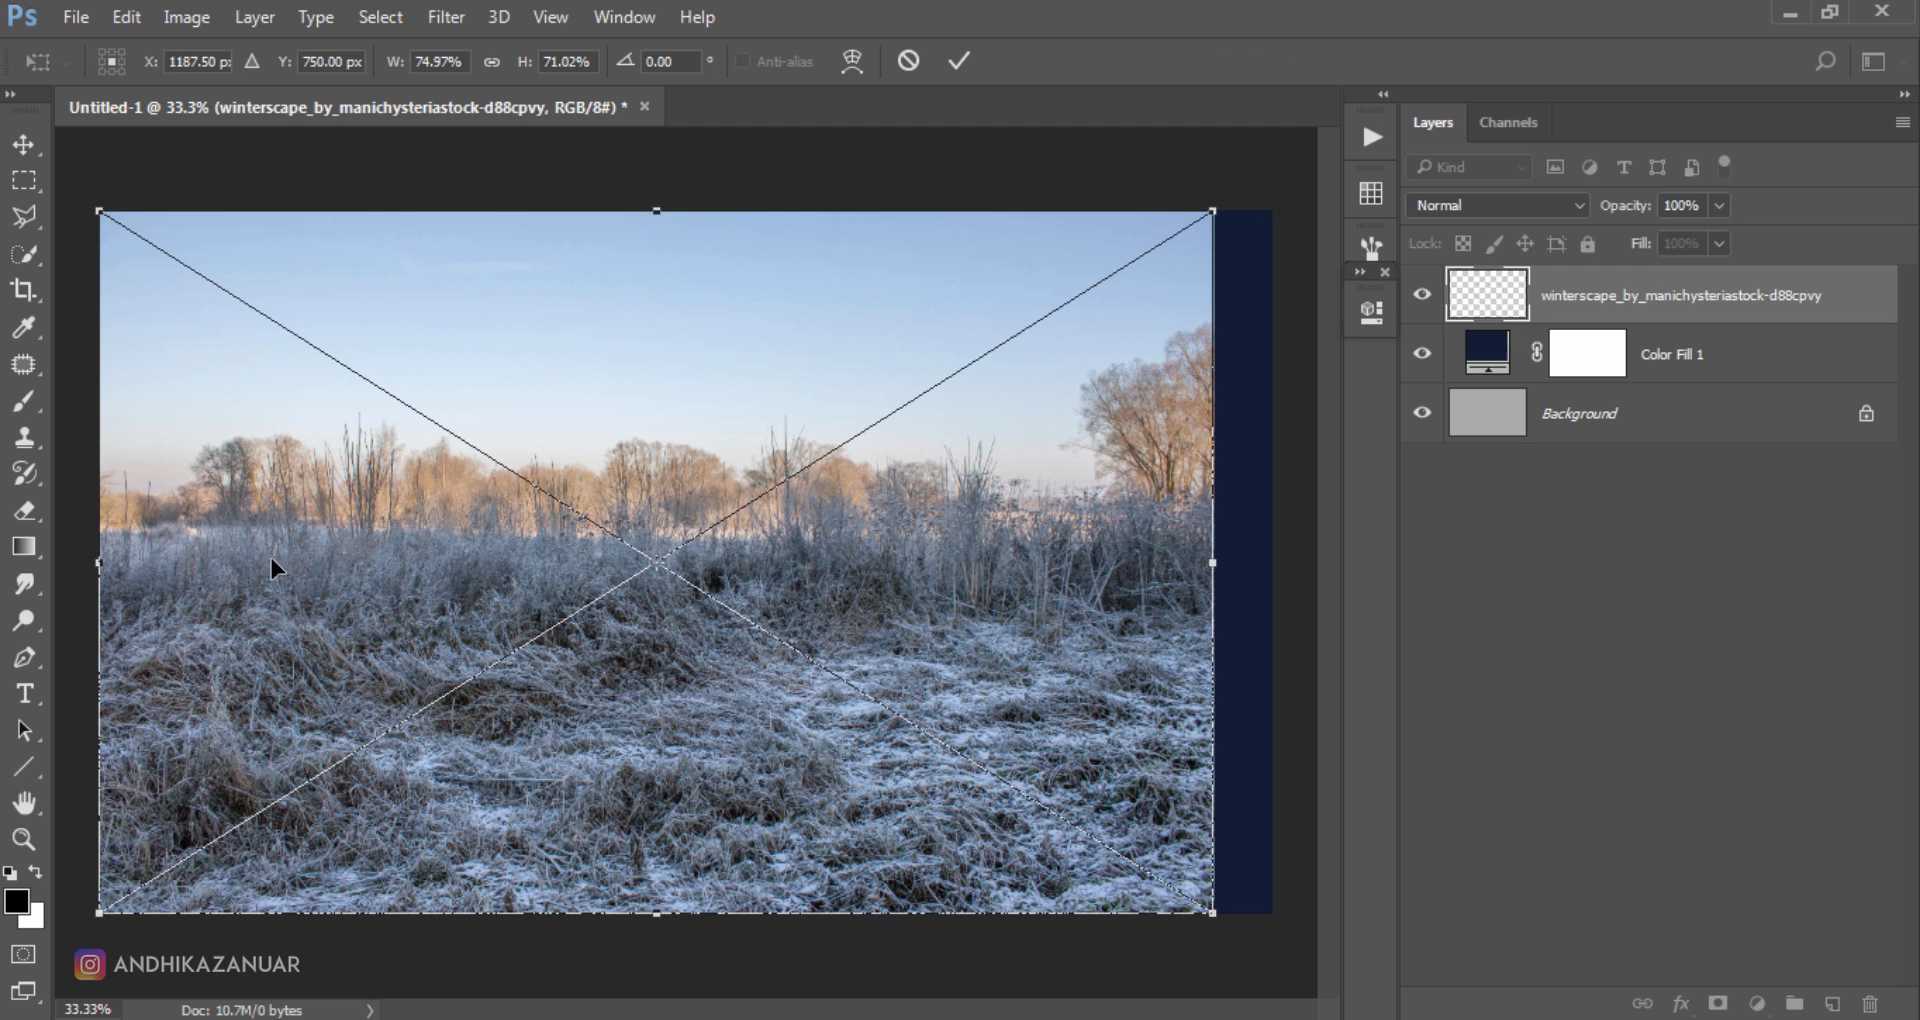 Ps File Edit Image Layer Type Select Filter 3D View Window Help
X: 1187.50 p: Y: 750.00 px W: 74.97% H: 71.02% 0.00 ° Anti-alias
Untitled-1 @ 33.3% (winterscape_by_manichysteriastock-d88cpvy, RGB/8#) *
Layers Channels
Kind
Normal Opacity: 100%
Lock: Fill: 100%
winterscape_by_manichysteriastock-d88cpvy
Color Fill 1
Background
ANDHIKAZANUAR
33.33% Doc: 10.7M/0 bytes